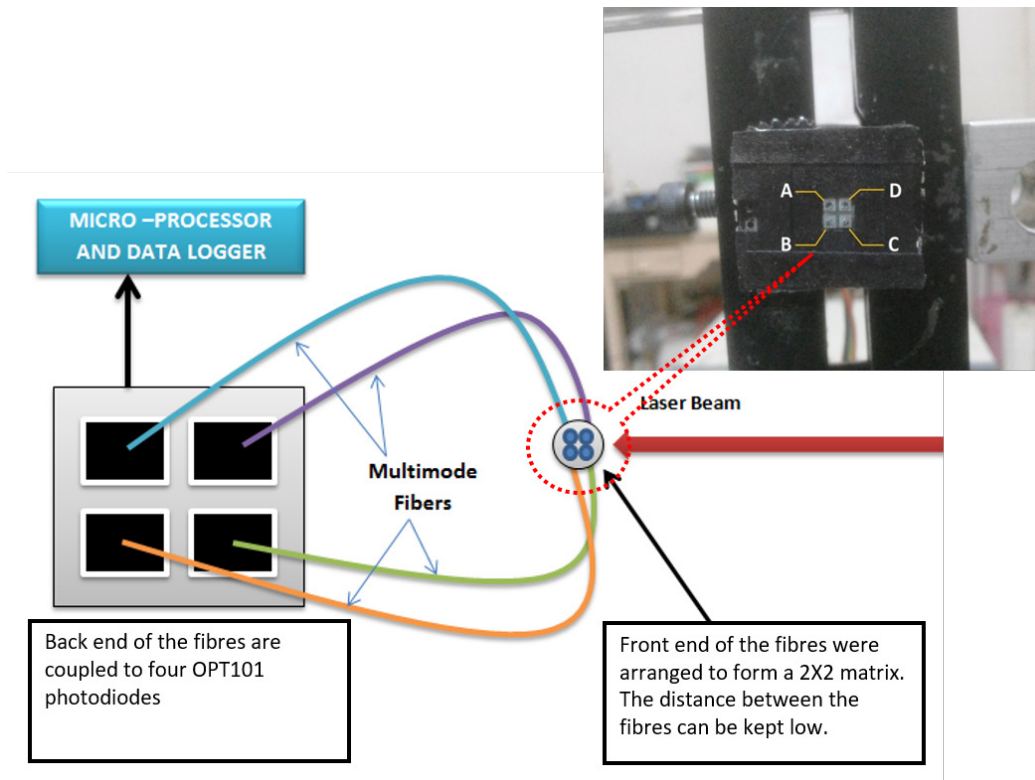 A
D
B
C
MICRO –PROCESSOR
AND DATA LOGGER
Laser Beam
Multimode
Fibers
Back end of the fibres are
coupled to four OPT101
photodiodes
Front end of the fibres were
arranged to form a 2X2 matrix.
The distance between the
fibres can be kept low.